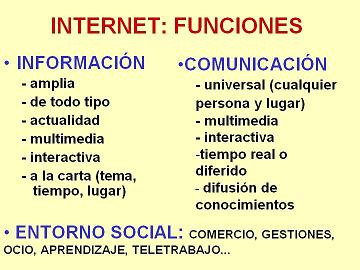 INTERNET: FUNCIONES
• INFORMACIÓN
- amplia
- de todo tipo
- actualidad
- multimedia
- interactiva
- a la carta (tema,
tiempo, lugar)
•COMUNICACIÓN
- universal (cualquier
persona y lugar)
- multimedia
- interactiva
-tiempo real o
diferido
- difusión de
conocimientos
• ENTORNO SOCIAL: COMERCIO, GESTIONES,
OCIO, APRENDIZAJE, TELETRABAJO...